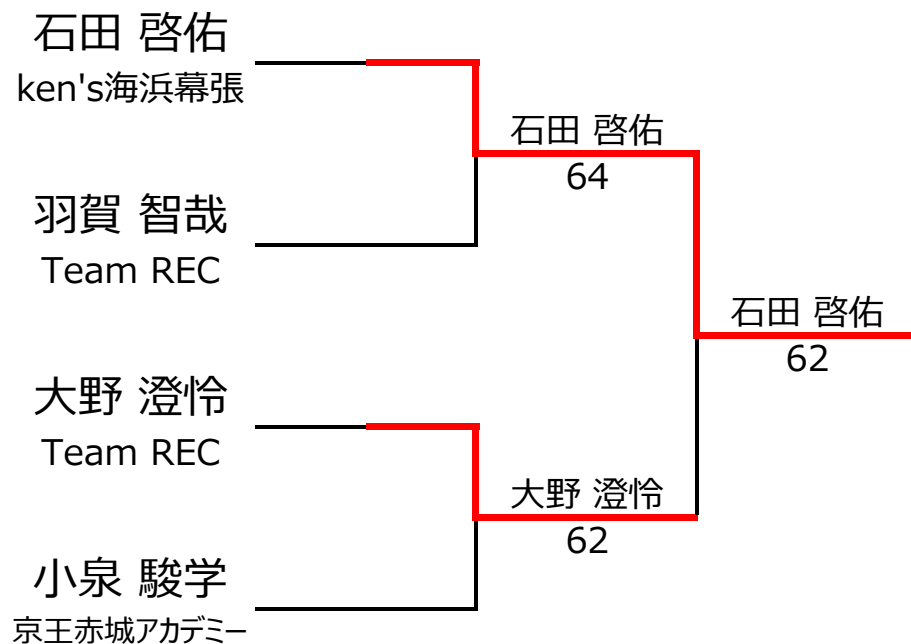 石田 啓佑
ken's海浜幕張
石田 啓佑
64
羽賀 智哉
Team REC
石田 啓佑
62
大野 澄怜
Team REC
大野 澄怜
62
小泉 駿学
京王赤城アカデミー